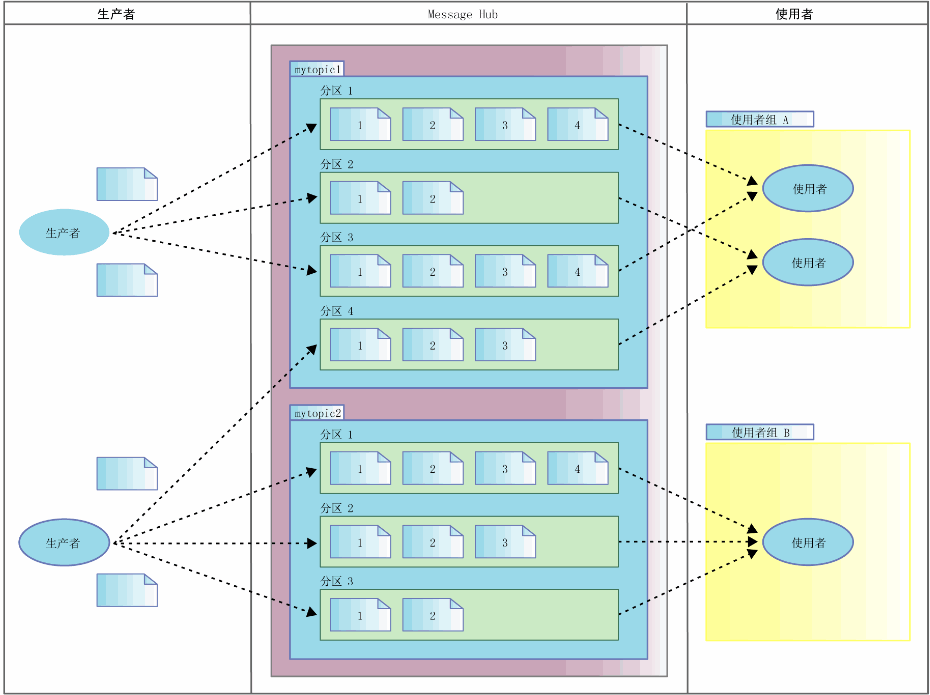 生产者
Message Hub
使用者
mytopic1
分区 1
1 2 3 4
分区 2
1 2
分区 3
1 2 3 4
分区 4
1 2 3
生产者
使用者组 A
使用者
使用者
mytopic2
分区 1
1 2 3 4
分区 2
1 2 3
分区 3
1 2
生产者
使用者组 B
使用者